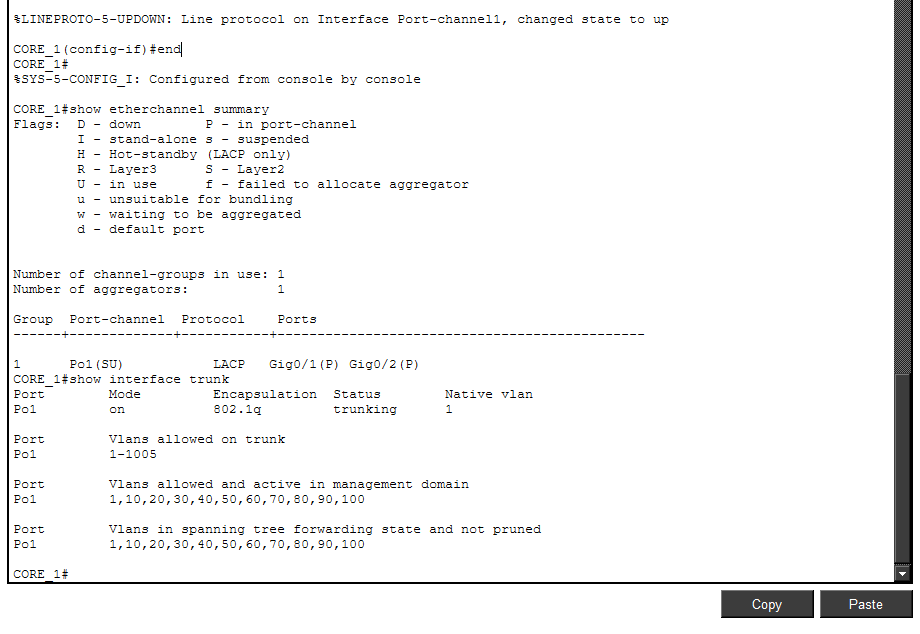 %LINEPROTO-5-UPDOWN: Line protocol on Interface Port-channel1, changed state to up
CORE_1(config-if)#end
CORE_1#
%SYS-5-CONFIG_I: Configured from console by console
CORE_1#show etherchannel summary
Flags:  D - down        P - in port-channel
        I - stand-alone s - suspended
        H - Hot-standby (LACP only)
        R - Layer3      S - Layer2
        U - in use      f - failed to allocate aggregator
        u - unsuitable for bundling
        w - waiting to be aggregated
        d - default port
Number of channel-groups in use: 1
Number of aggregators:           1
Group  Port-channel  Protocol    Ports
------+-------------+-----------+----------------------------------------------
1      Po1(SU)           LACP   Gig0/1(P) Gig0/2(P)
CORE_1#show interface trunk
Port        Mode         Encapsulation  Status        Native vlan
Po1         on           802.1q         trunking      1
Port        Vlans allowed on trunk
Po1         1-1005
Port        Vlans allowed and active in management domain
Po1         1,10,20,30,40,50,60,70,80,90,100
Port        Vlans in spanning tree forwarding state and not pruned
Po1         1,10,20,30,40,50,60,70,80,90,100
CORE_1#
Copy Paste